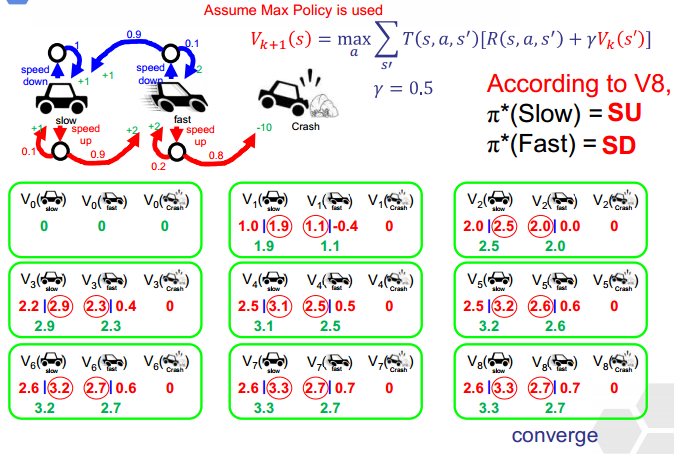 Assume Max Policy is used
V_{k+1}(s) = max_a Σ_{s'} T(s, a, s')[R(s, a, s') + γV_k(s')]
γ = 0.5
According to V8,
π*(Slow) = SU
π*(Fast) = SD
0.9
1
0.1
speed down
+1
+1
speed down
2
slow
fast
Crash
+1
speed up
+2
+2
speed up
-10
0.1
0.9
0.2
0.8
V0(slow) V0(fast) V0(Crash)
0 0 0
V1(slow) V1(fast) V1(Crash)
1.0 | 1.9 1.1 | -0.4 0
1.9 1.1
V2(slow) V2(fast) V2(Crash)
2.0 | 2.5 2.0 | 0.0 0
2.5 2.0
V3(slow) V3(fast) V3(Crash)
2.2 | 2.9 2.3 | 0.4 0
2.9 2.3
V4(slow) V4(fast) V4(Crash)
2.5 | 3.1 2.5 | 0.5 0
3.1 2.5
V5(slow) V5(fast) V5(Crash)
2.5 | 3.2 2.6 | 0.6 0
3.2 2.6
V6(slow) V6(fast) V6(Crash)
2.6 | 3.2 2.7 | 0.6 0
3.2 2.7
V7(slow) V7(fast) V7(Crash)
2.6 | 3.3 2.7 | 0.7 0
3.3 2.7
V8(slow) V8(fast) V8(Crash)
2.6 | 3.3 2.7 | 0.7 0
3.3 2.7
converge